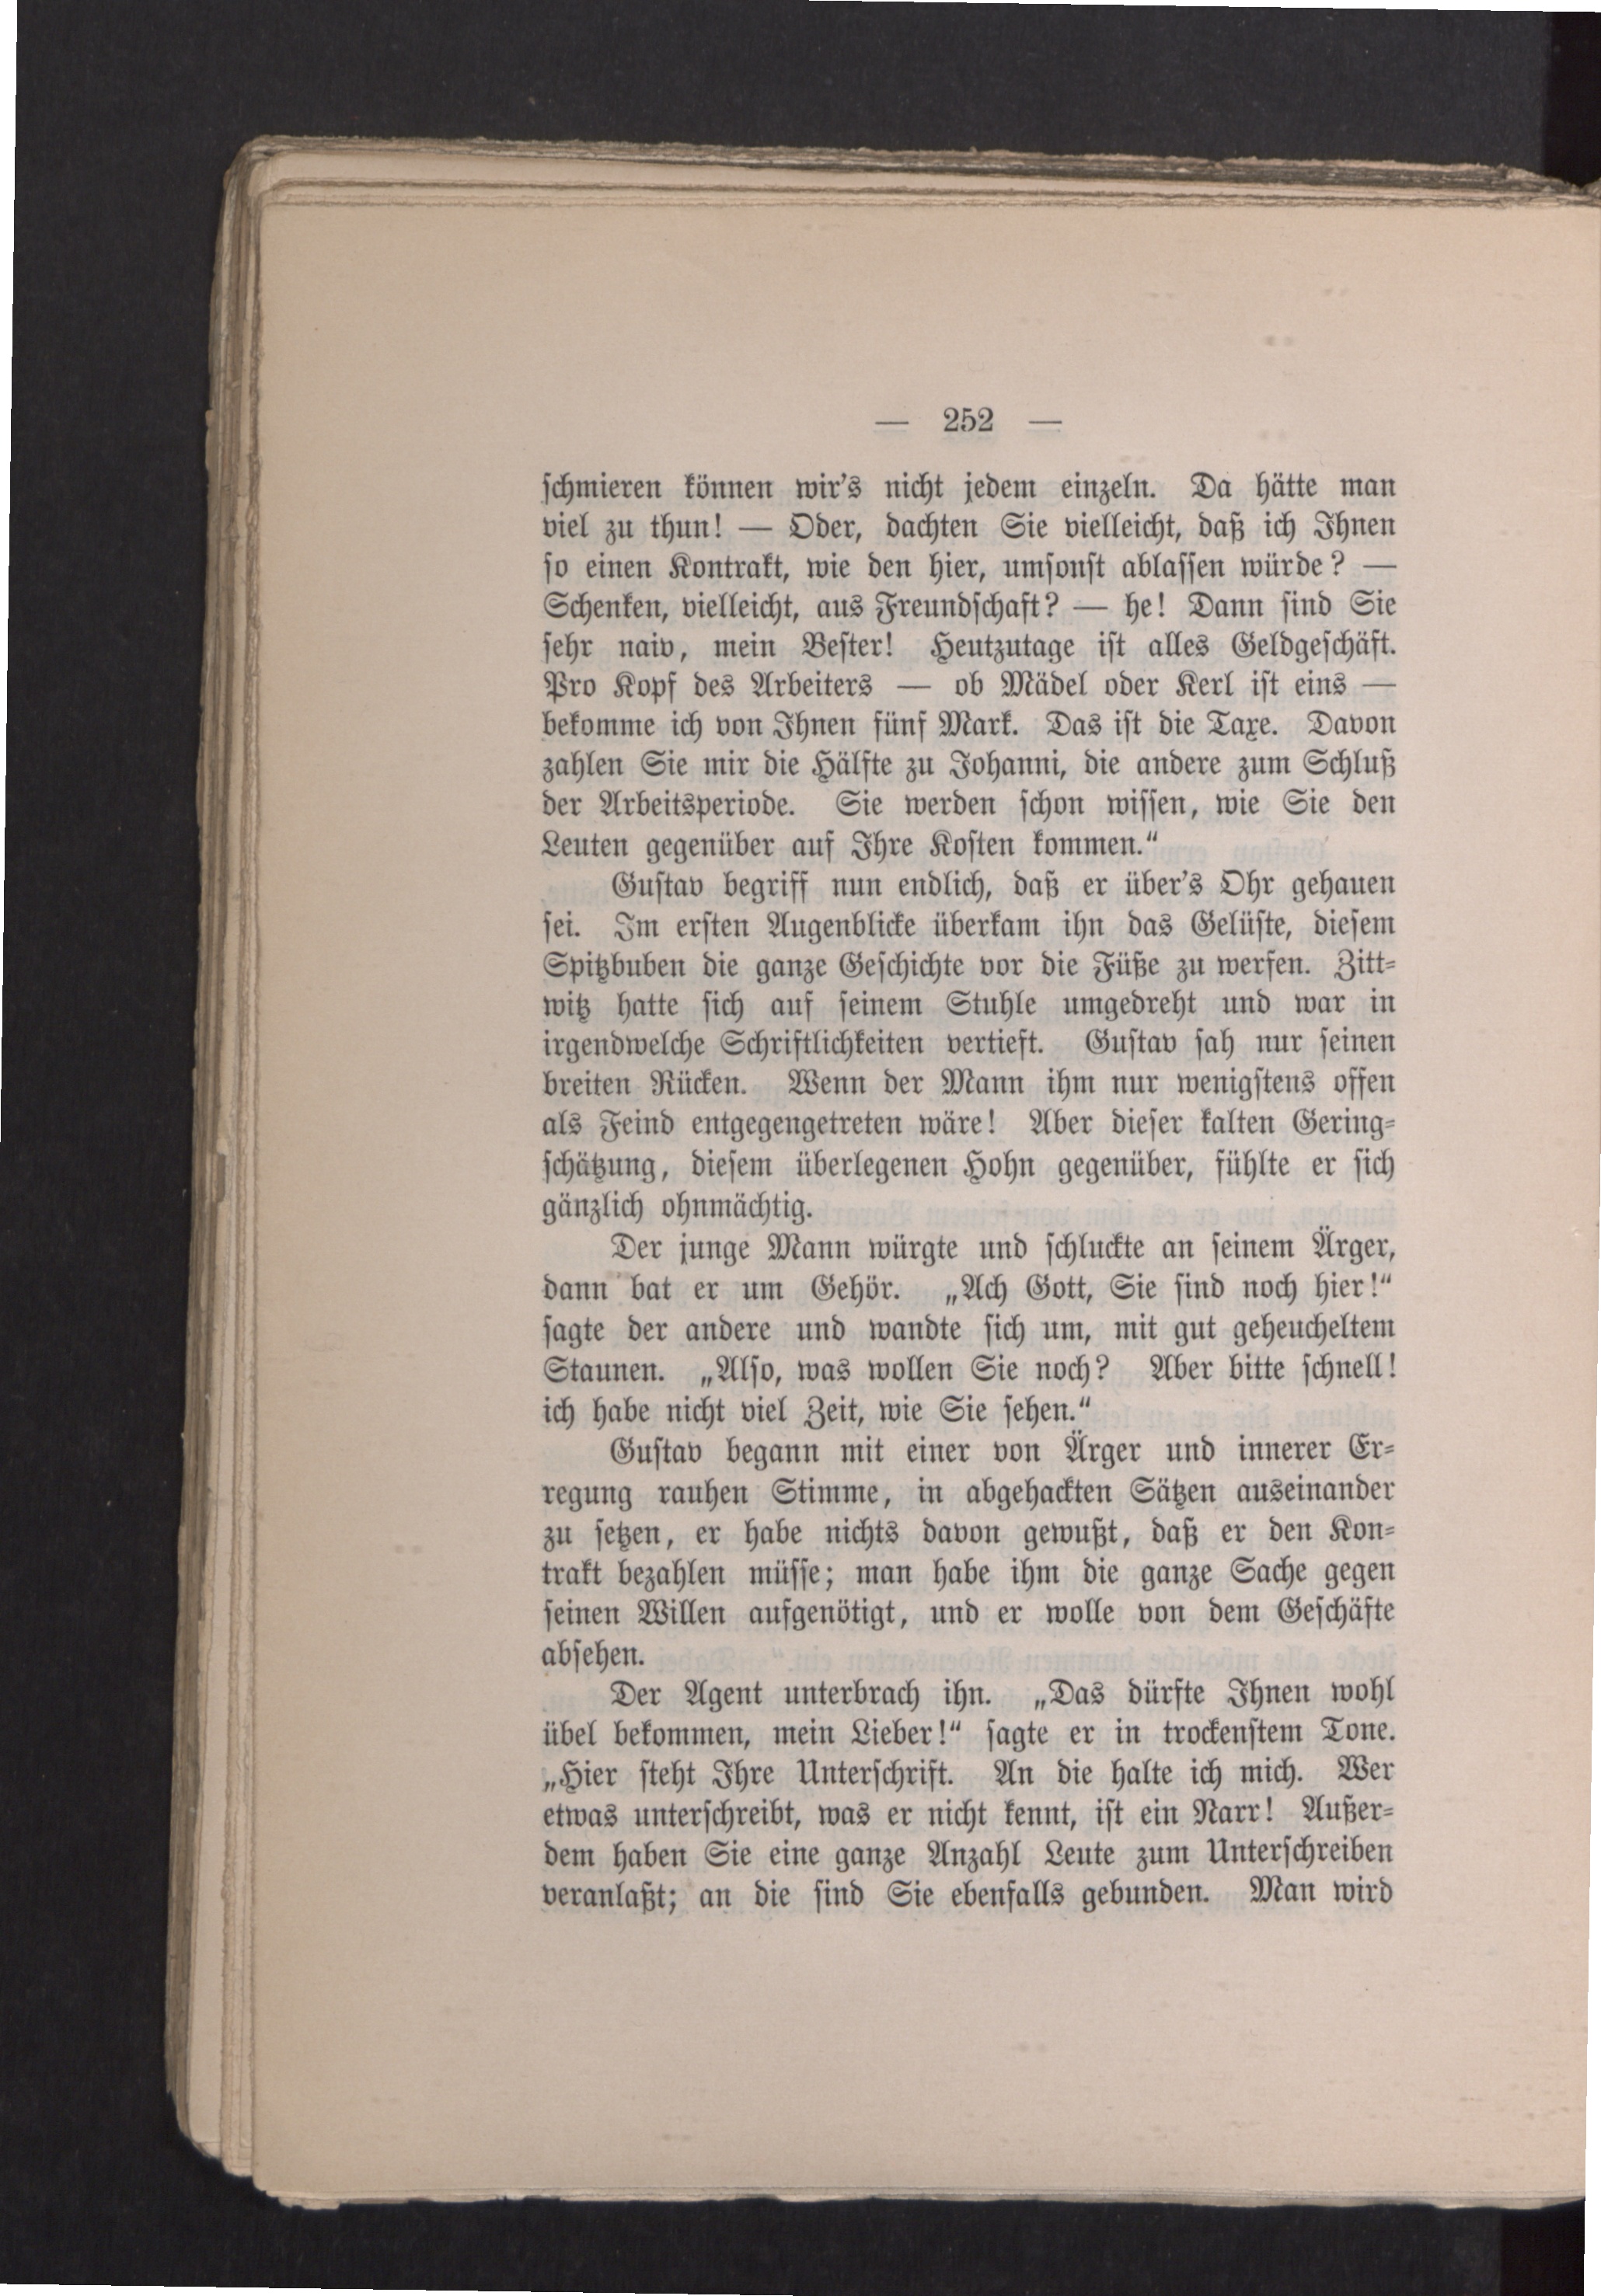 — 252 —
schmieren können wir's nicht jedem einzeln. Da hätte man
viel zu thun! — Oder, dachten Sie vielleicht, daß ich Ihnen
so einen Kontrakt, wie den hier, umsonst ablassen würde? —
Schenken, vielleicht, aus Freundschaft? — he! Dann sind Sie
sehr naiv, mein Bester! Heutzutage ist alles Geldgeschäft.
Pro Kopf des Arbeiters — ob Mädel oder Kerl ist eins —
bekomme ich von Ihnen fünf Mark. Das ist die Taxe. Davon
zahlen Sie mir die Hälfte zu Johanni, die andere zum Schluß
der Arbeitsperiode. Sie werden schon wissen, wie Sie den
Leuten gegenüber auf Ihre Kosten kommen.“
Gustav begriff nun endlich, daß er über's Ohr gehauen
sei. Im ersten Augenblicke überkam ihn das Gelüste, diesem
Spitzbuben die ganze Geschichte vor die Füße zu werfen. Zitt-
witz hatte sich auf seinem Stuhle umgedreht und war in
irgendwelche Schriftlichkeiten vertieft. Gustav sah nur seinen
breiten Rücken. Wenn der Mann ihm nur wenigstens offen
als Feind entgegengetreten wäre! Aber dieser kalten Gering-
schätzung, diesem überlegenen Hohn gegenüber, fühlte er sich
gänzlich ohnmächtig.
Der junge Mann würgte und schluckte an seinem Ärger,
dann bat er um Gehör. „Ach Gott, Sie sind noch hier!“
sagte der andere und wandte sich um, mit gut geheucheltem
Staunen. „Also, was wollen Sie noch? Aber bitte schnell!
ich habe nicht viel Zeit, wie Sie sehen.“
Gustav begann mit einer von Ärger und innerer Er-
regung rauhen Stimme, in abgehackten Sätzen auseinander
zu setzen, er habe nichts davon gewußt, daß er den Kon-
trakt bezahlen müsse; man habe ihm die ganze Sache gegen
seinen Willen aufgenötigt, und er wolle von dem Geschäfte
absehen.
Der Agent unterbrach ihn. „Das dürfte Ihnen wohl
übel bekommen, mein Lieber!“ sagte er in trockenstem Tone.
„Hier steht Ihre Unterschrift. An die halte ich mich. Wer
etwas unterschreibt, was er nicht kennt, ist ein Narr! Außer-
dem haben Sie eine ganze Anzahl Leute zum Unterschreiben
veranlaßt; an die sind Sie ebenfalls gebunden. Man wird